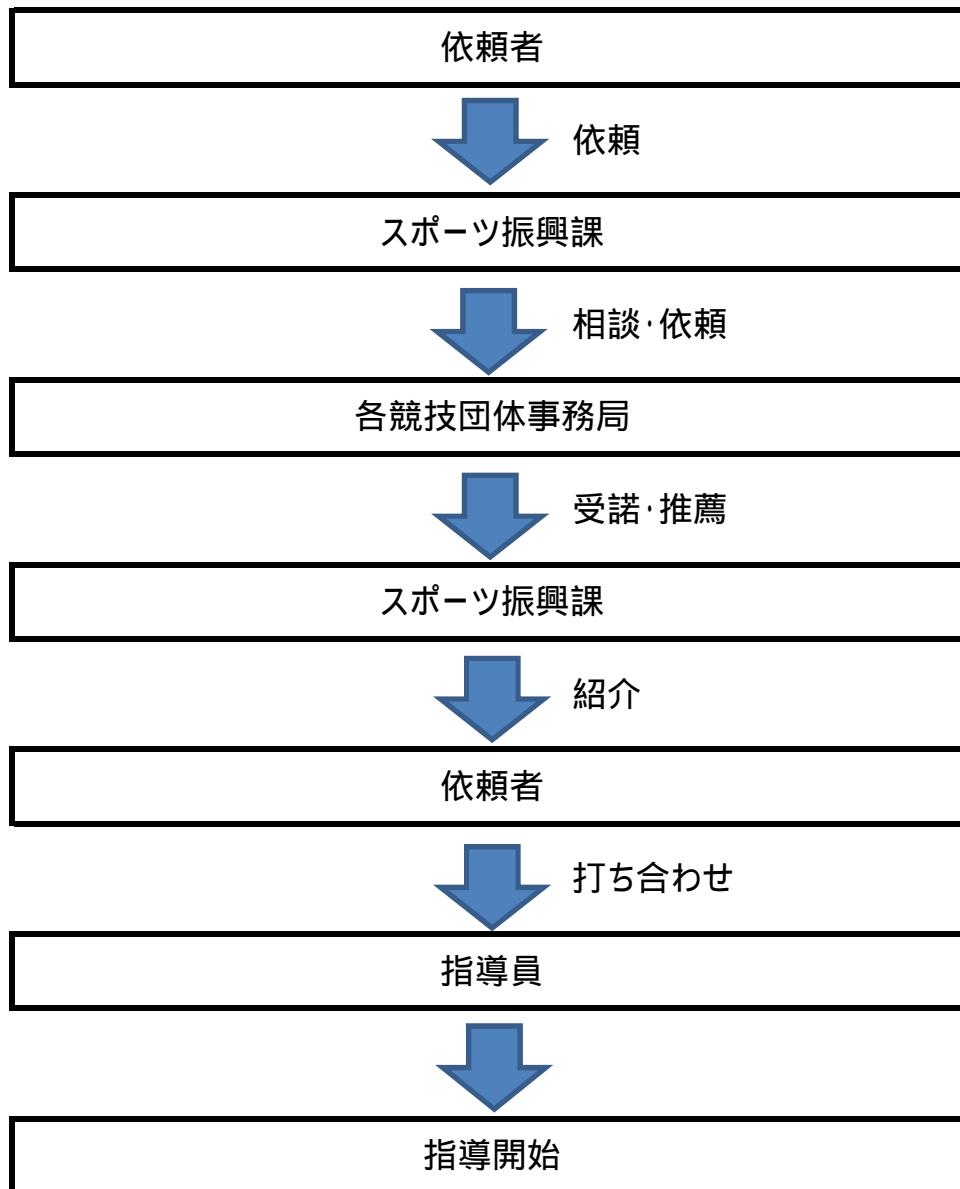 依頼者
依頼
スポーツ振興課
相談・依頼
各競技団体事務局
受諾・推薦
スポーツ振興課
紹介
依頼者
打ち合わせ
指導員
指導開始